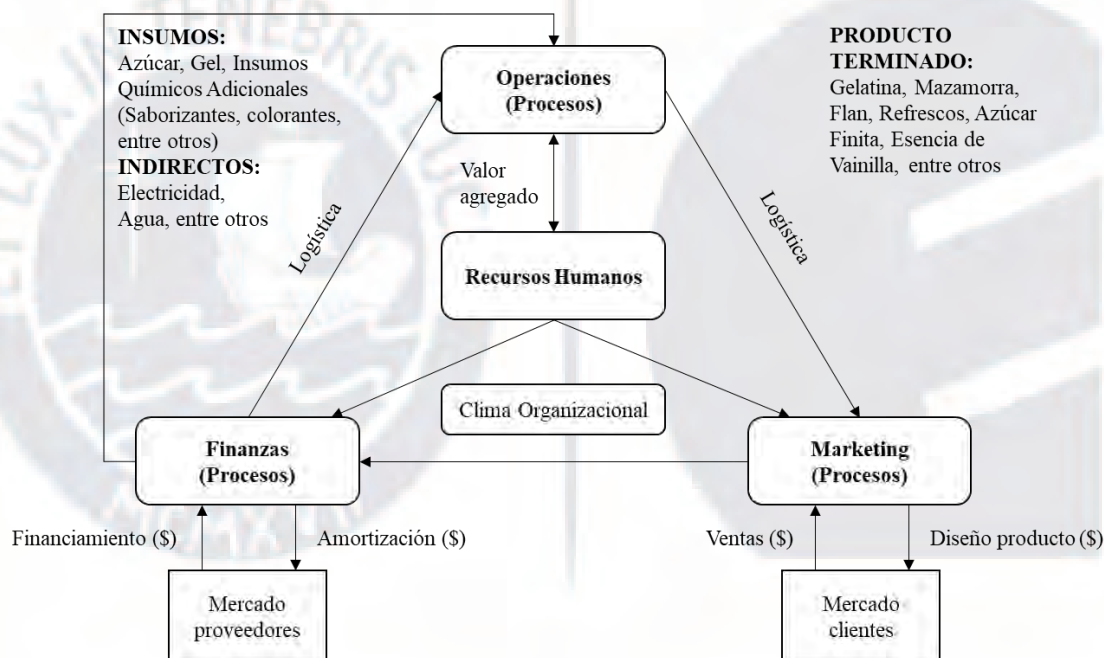 INSUMOS:
Azúcar, Gel, Insumos
Químicos Adicionales
(Saborizantes, colorantes,
entre otros)
INDIRECTOS:
Electricidad,
Agua, entre otros
Operaciones
(Procesos)
PRODUCTO
TERMINADO:
Gelatina, Mazamorra,
Flan, Refrescos, Azúcar
Finita, Esencia de
Vainilla, entre otros
Valor
agregado
Logística
Logística
Recursos Humanos
Clima Organizacional
Finanzas
(Procesos)
Marketing
(Procesos)
Financiamiento ($)
Amortización ($)
Ventas ($)
Diseño producto ($)
Mercado
proveedores
Mercado
clientes